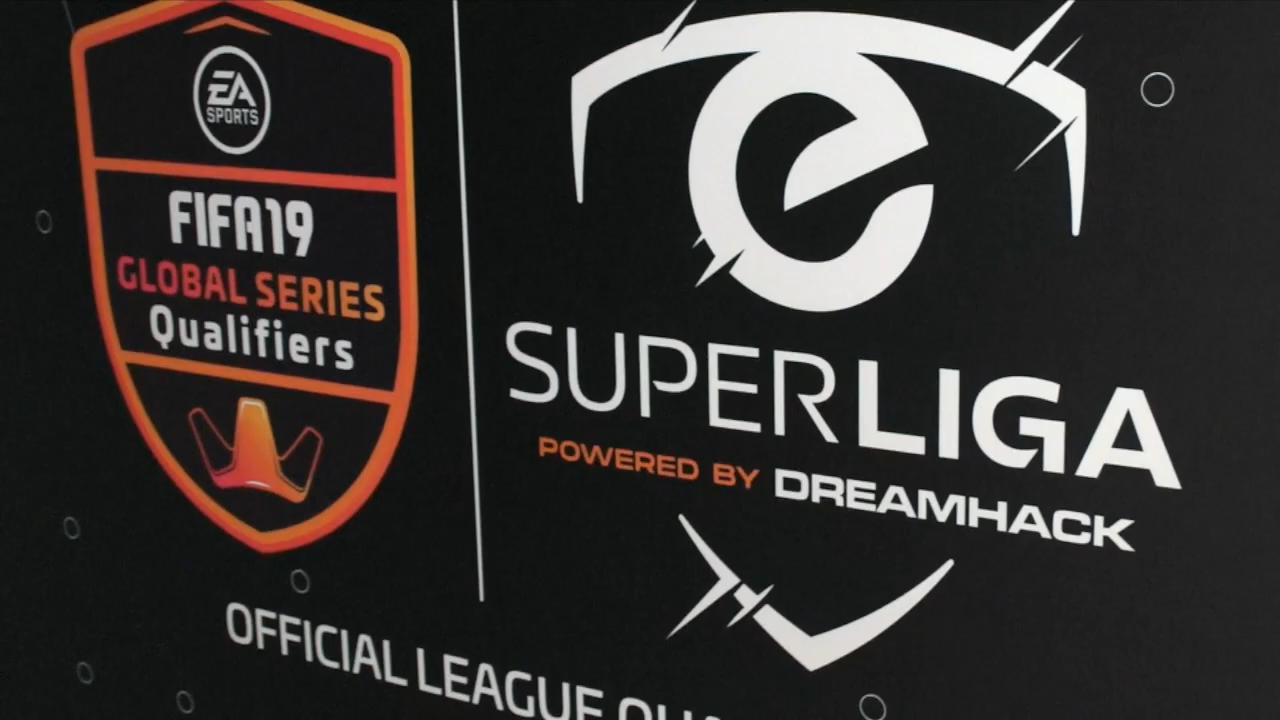 EA
SPORTS
FIFA19
GLOBAL SERIES
Qualifiers
e
SUPERLIGA
POWERED BY DREAMHACK
OFFICIAL LEAGUE